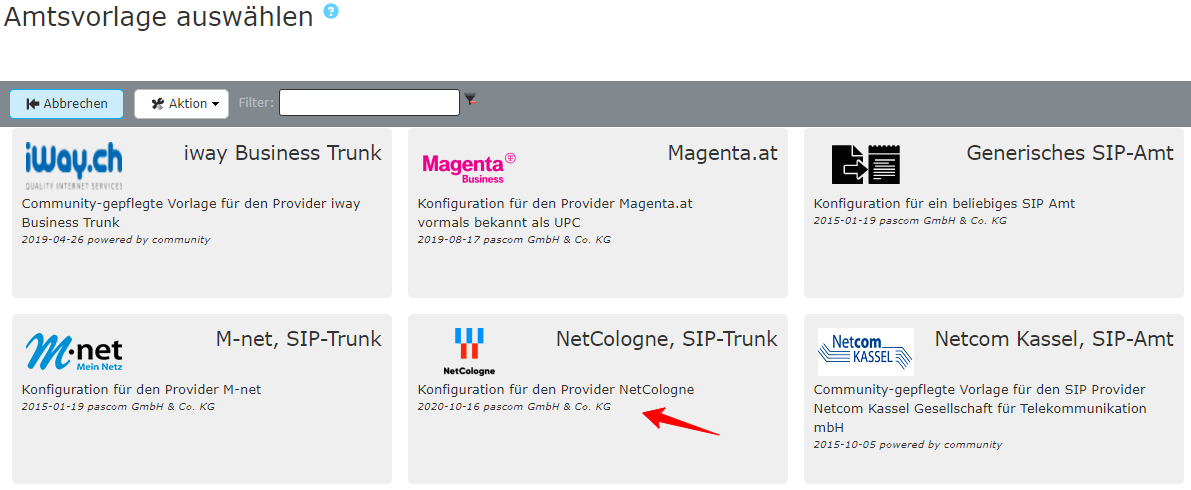 Amtsvorlage auswählen ?
Abbrechen Aktion Filter:
iway.ch
QUALITY INTERNET SERVICES
iway Business Trunk
Community-gepflegte Vorlage für den Provider iway
Business Trunk
2019-04-26 powered by community
Magenta
Business
Magenta.at
Konfiguration für den Provider Magenta.at
vormals bekannt als UPC
2019-08-17 pascom GmbH & Co. KG
Generisches SIP-Amt
Konfiguration für ein beliebiges SIP Amt
2015-01-19 pascom GmbH & Co. KG
M·net
Mein Netz
M-net, SIP-Trunk
Konfiguration für den Provider M-net
2015-01-19 pascom GmbH & Co. KG
NetCologne
NetCologne, SIP-Trunk
Konfiguration für den Provider NetCologne
2020-10-16 pascom GmbH & Co. KG
Netcom
KASSEL
Netcom Kassel, SIP-Amt
Community-gepflegte Vorlage für den SIP Provider
Netcom Kassel Gesellschaft für Telekommunikation
mbH
2015-10-05 powered by community